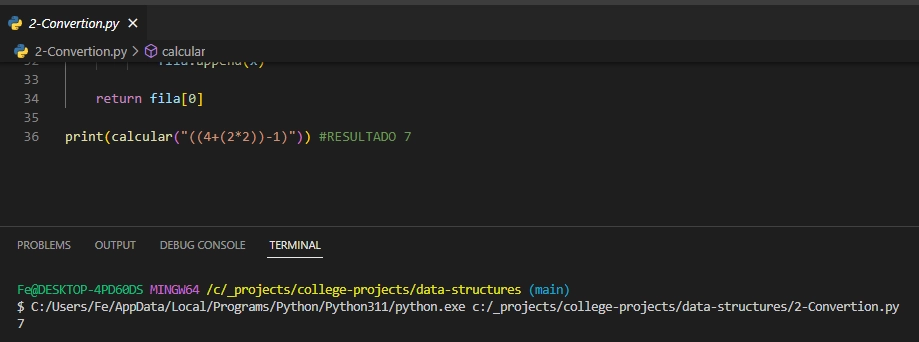 2-Convertion.py ×
2-Convertion.py > calcular
32 fila.append(x)
33
34 return fila[0]
35
36 print(calcular("((4+(2*2))-1)")) #RESULTADO 7
PROBLEMS OUTPUT DEBUG CONSOLE TERMINAL
Fe@DESKTOP-4PD60DS MINGW64 /c/_projects/college-projects/data-structures (main)
$ C:/Users/Fe/AppData/Local/Programs/Python/Python311/python.exe c:/_projects/college-projects/data-structures/2-Convertion.py
7